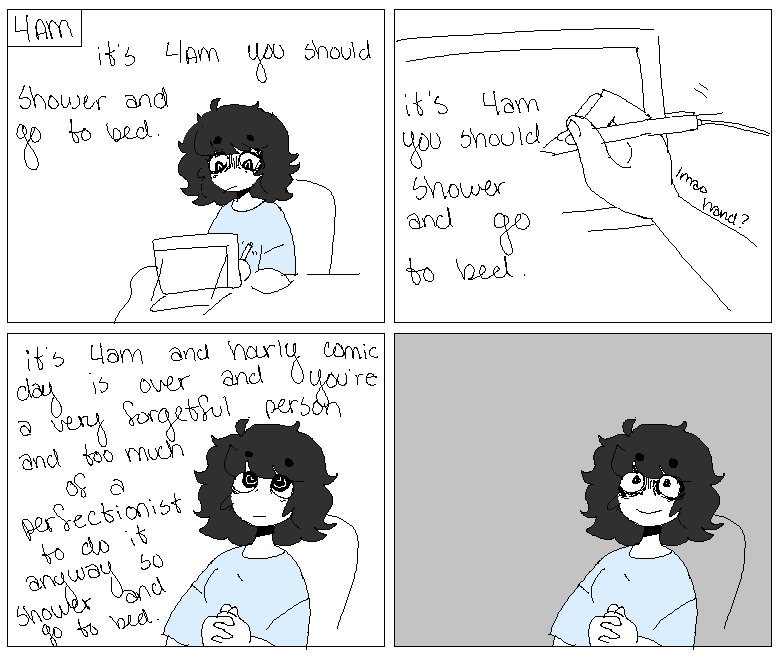 4AM
it's 4AM you should
shower and
go to bed.
it's 4am
you should
shower
and go
to bed.
lmao
hand?
it's 4am and hourly comic
day is over and you're
a very forgetful person
and too much
of a
perfectionist
to do it
anyway so
shower and
go to bed.